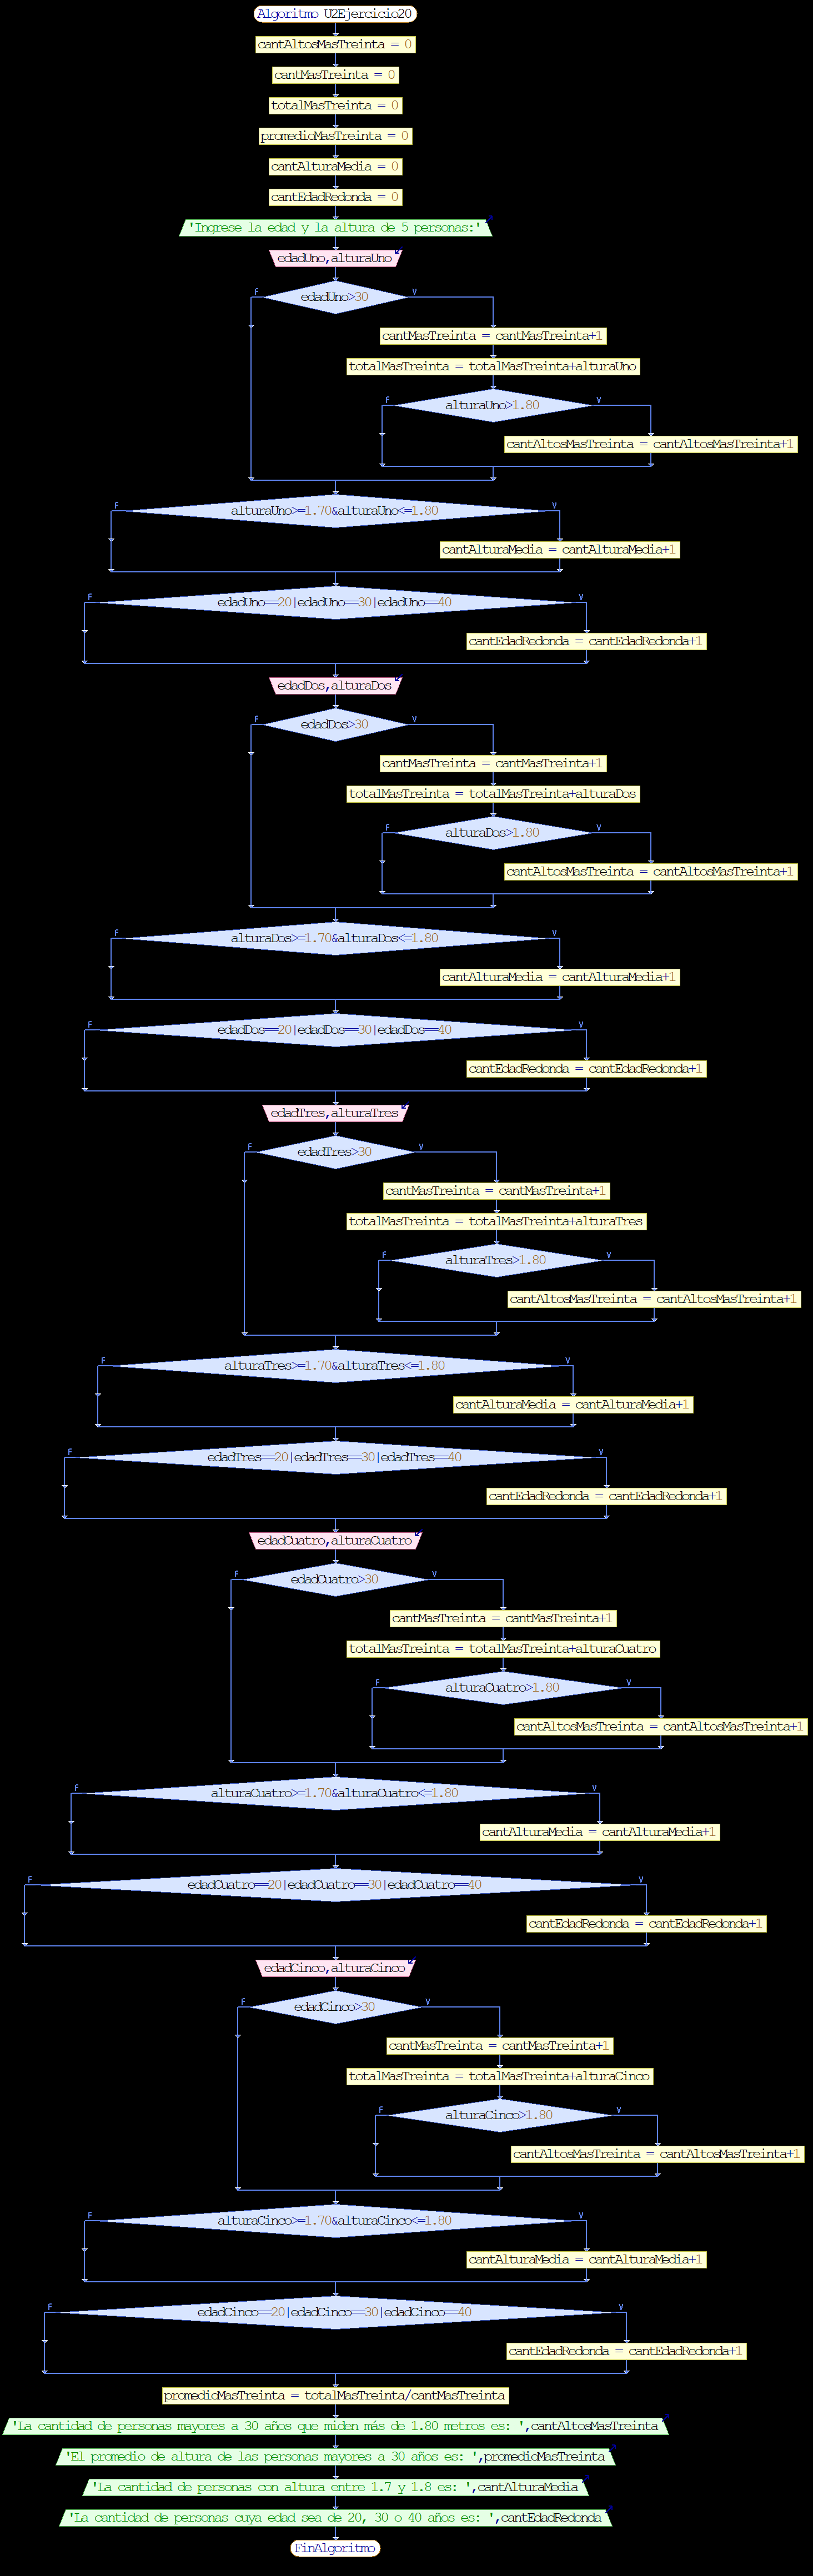 Algoritmo U2Ejercicio20
cantAltosMasTreinta = 0
cantMasTreinta = 0
totalMasTreinta = 0
promedioMasTreinta = 0
cantAlturaMedia = 0
cantEdadRedonda = 0
'Ingrese la edad y la altura de 5 personas:'
edadUno,alturaUno
F V
edadUno>30
cantMasTreinta = cantMasTreinta+1
totalMasTreinta = totalMasTreinta+alturaUno
F V
alturaUno>1.80
cantAltosMasTreinta = cantAltosMasTreinta+1
F V
alturaUno>=1.70&alturaUno<=1.80
cantAlturaMedia = cantAlturaMedia+1
F V
edadUno==20|edadUno==30|edadUno==40
cantEdadRedonda = cantEdadRedonda+1
edadDos,alturaDos
F V
edadDos>30
cantMasTreinta = cantMasTreinta+1
totalMasTreinta = totalMasTreinta+alturaDos
F V
alturaDos>1.80
cantAltosMasTreinta = cantAltosMasTreinta+1
F V
alturaDos>=1.70&alturaDos<=1.80
cantAlturaMedia = cantAlturaMedia+1
F V
edadDos==20|edadDos==30|edadDos==40
cantEdadRedonda = cantEdadRedonda+1
edadTres,alturaTres
F V
edadTres>30
cantMasTreinta = cantMasTreinta+1
totalMasTreinta = totalMasTreinta+alturaTres
F V
alturaTres>1.80
cantAltosMasTreinta = cantAltosMasTreinta+1
F V
alturaTres>=1.70&alturaTres<=1.80
cantAlturaMedia = cantAlturaMedia+1
F V
edadTres==20|edadTres==30|edadTres==40
cantEdadRedonda = cantEdadRedonda+1
edadCuatro,alturaCuatro
F V
edadCuatro>30
cantMasTreinta = cantMasTreinta+1
totalMasTreinta = totalMasTreinta+alturaCuatro
F V
alturaCuatro>1.80
cantAltosMasTreinta = cantAltosMasTreinta+1
F V
alturaCuatro>=1.70&alturaCuatro<=1.80
cantAlturaMedia = cantAlturaMedia+1
F V
edadCuatro==20|edadCuatro==30|edadCuatro==40
cantEdadRedonda = cantEdadRedonda+1
edadCinco,alturaCinco
F V
edadCinco>30
cantMasTreinta = cantMasTreinta+1
totalMasTreinta = totalMasTreinta+alturaCinco
F V
alturaCinco>1.80
cantAltosMasTreinta = cantAltosMasTreinta+1
F V
alturaCinco>=1.70&alturaCinco<=1.80
cantAlturaMedia = cantAlturaMedia+1
F V
edadCinco==20|edadCinco==30|edadCinco==40
cantEdadRedonda = cantEdadRedonda+1
promedioMasTreinta = totalMasTreinta/cantMasTreinta
'La cantidad de personas mayores a 30 años que miden más de 1.80 metros es: ',cantAltosMasTreinta
'El promedio de altura de las personas mayores a 30 años es: ',promedioMasTreinta
'La cantidad de personas con altura entre 1.7 y 1.8 es: ',cantAlturaMedia
'La cantidad de personas cuya edad sea de 20, 30 o 40 años es: ',cantEdadRedonda
FinAlgoritmo